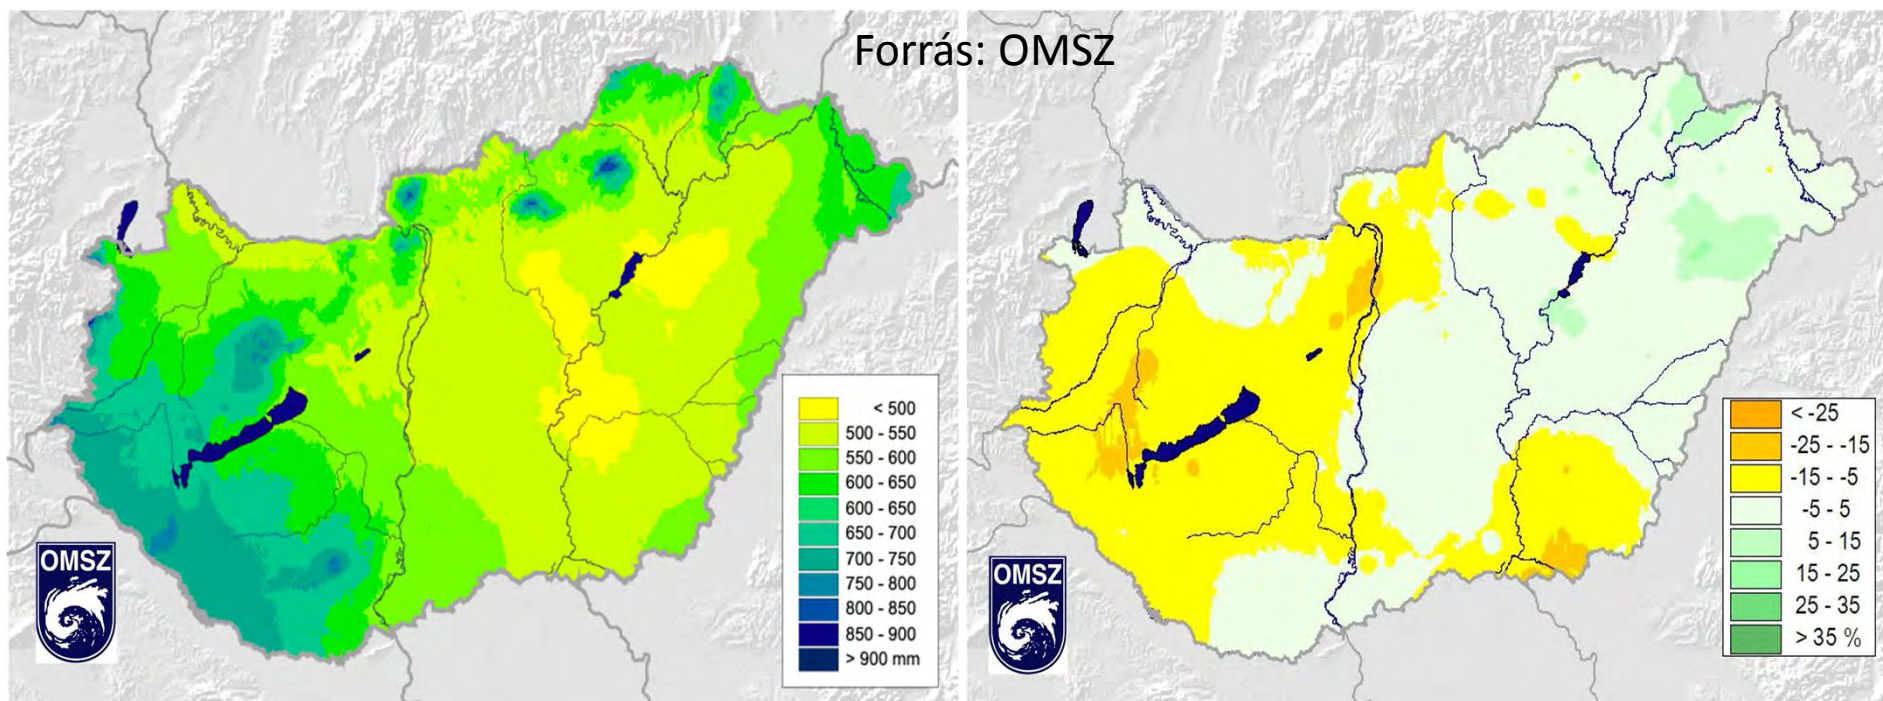 Forrás: OMSZ
OMSZ
< 500
500 - 550
550 - 600
600 - 650
600 - 650
650 - 700
700 - 750
750 - 800
800 - 850
850 - 900
> 900 mm
OMSZ
< -25
-25 - -15
-15 - -5
-5 - 5
5 - 15
15 - 25
25 - 35
> 35 %